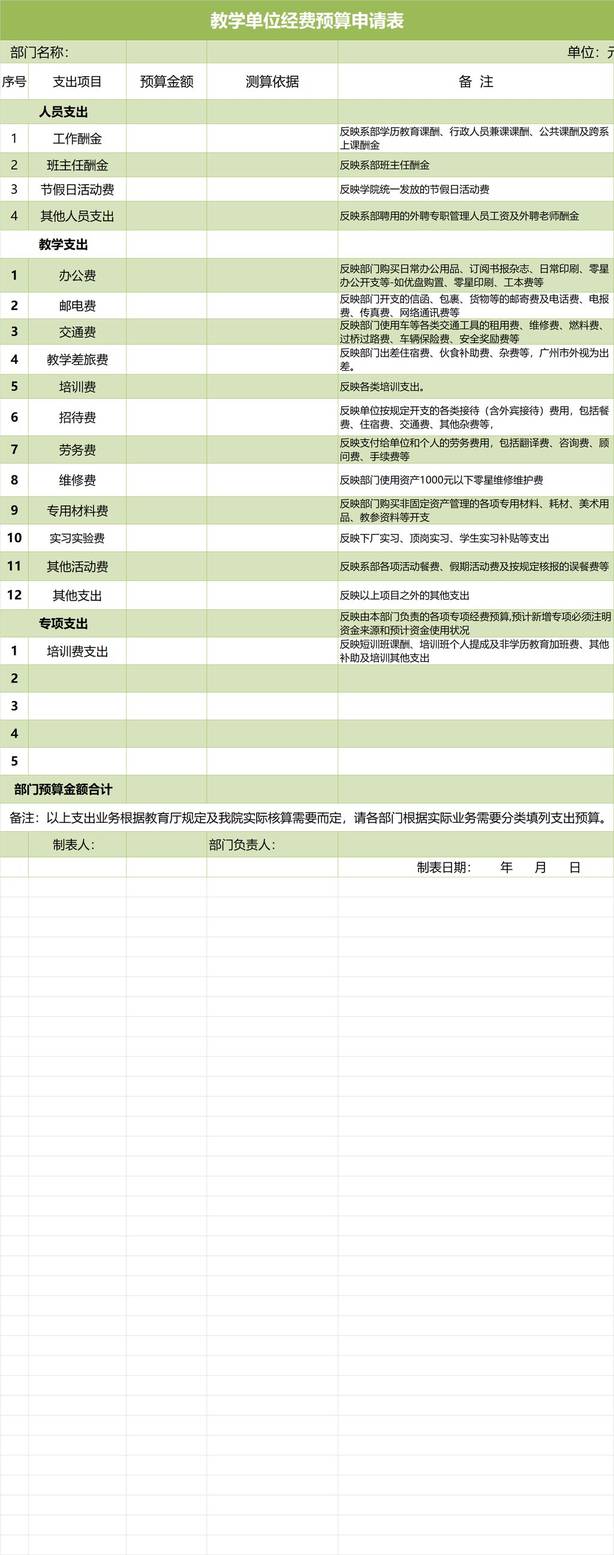 教学单位经费预算申请表
部门名称: 单位: 元
序号 支出项目 预算金额 测算依据 备 注
人员支出
1 工作酬金 反映系部学历教育课酬、行政人员兼课课酬、公共课酬及跨系
上课酬金
2 班主任酬金 反映系部班主任酬金
3 节假日活动费 反映学院统一发放的节假日活动费
4 其他人员支出 反映系部聘用的外聘专职管理人员工资及外聘老师酬金
教学支出
1 办公费 反映部门购买日常办公用品、订阅书报杂志、日常印刷、零星
办公开支等-如优盘购置、零星印刷、工本费等
2 邮电费 反映部门开支的信函、包裹、货物等的邮寄费及电话费、电报
费、传真费、网络通讯费等
3 交通费 反映部门使用车等各类交通工具的租用费、维修费、燃料费、
过桥过路费、车辆保险费、安全奖励费等
4 教学差旅费 反映部门出差住宿费、伙食补助费、杂费等，广州市外视为出
差。
5 培训费 反映各类培训支出。
6 招待费 反映单位按规定开支的各类接待（含外宾接待）费用，包括餐
费、住宿费、交通费、其他杂费等，
7 劳务费 反映支付给单位和个人的劳务费用，包括翻译费、咨询费、顾
问费、手续费等
8 维修费 反映部门使用资产1000元以下零星维修维护费
9 专用材料费 反映部门购买非固定资产管理的各项专用材料、耗材、美术用
品、教参资料等开支
10 实习实验费 反映下厂实习、顶岗实习、学生实习补贴等支出
11 其他活动费 反映系部各项活动餐费、假期活动费及按规定核报的误餐费等
12 其他支出 反映以上项目之外的其他支出
专项支出 反映由本部门负责的各项专项经费预算,预计新增专项必须注明
资金来源和预计资金使用状况
1 培训费支出 反映短训班课酬、培训班个人提成及非学历教育加班费、其他
补助及培训其他支出
2
3
4
5
部门预算金额合计
备注：以上支出业务根据教育厅规定及我院实际核算需要而定，请各部门根据实际业务需要分类填列支出预算。
制表人: 部门负责人:
制表日期: 年 月 日